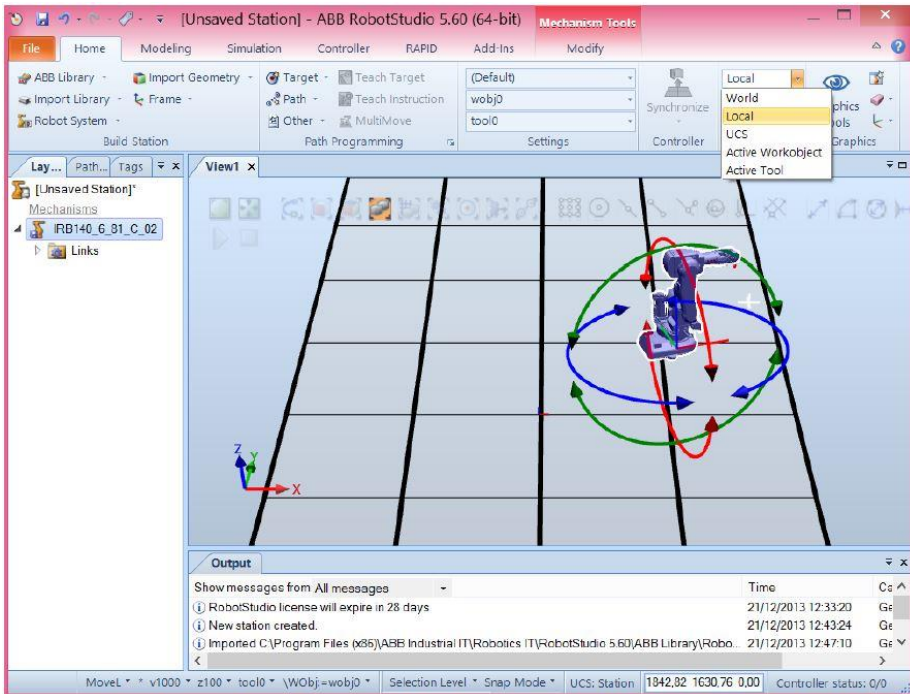 [Unsaved Station] - ABB RobotStudio 5.60 (64-bit)
Mechanism Tools
File Home Modeling Simulation Controller RAPID Add-Ins Modify
ABB Library Import Geometry Target Teach Target (Default) Local
Import Library Frame Path Teach Instruction wobj0 Synchronize phics
Robot System Other MultiMove tool0 ols
Build Station Path Programming Settings Controller Graphics
World
Local
UCS
Active Workobject
Active Tool
Lay... Path... Tags View1
[Unsaved Station]*
Mechanisms
IRB140_6_81_C_02
Links
Z
Y
X
Output
Show messages from All messages Time Ca
RobotStudio license will expire in 28 days 21/12/2013 12:33:20 Ge
New station created. 21/12/2013 12:43:24 Ge
Imported C:\Program Files (x86)\ABB Industrial IT\Robotics IT\RobotStudio 5.60\ABB Library\Robo... 21/12/2013 12:47:10 Ge
MoveL * v1000 z100 tool0 \WObj:=wobj0 Selection Level Snap Mode UCS: Station 1842,82 1630,76 0,00 Controller status: 0/0